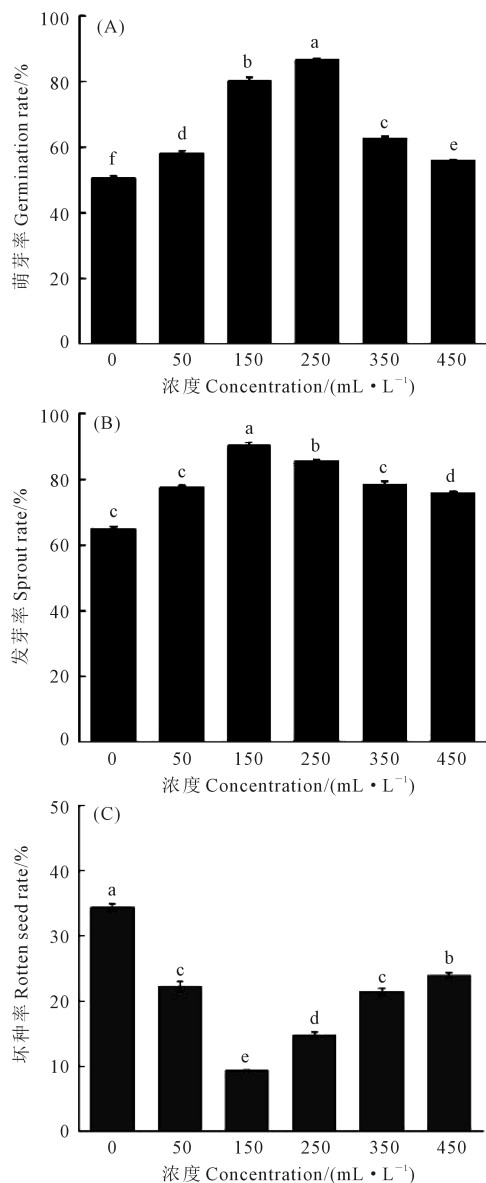 (A)
萌芽率 Germination rate/%
100
80
60
40
20
0
f
d
b
a
c
e
0 50 150 250 350 450
浓度 Concentration/(mL·L⁻¹)
(B)
发芽率 Sprout rate/%
100
80
60
40
20
0
c
c
a
b
c
d
0 50 150 250 350 450
浓度 Concentration/(mL·L⁻¹)
(C)
坏种率 Rotten seed rate/%
50
40
30
20
10
0
a
c
e
d
c
b
0 50 150 250 350 450
浓度 Concentration/(mL·L⁻¹)